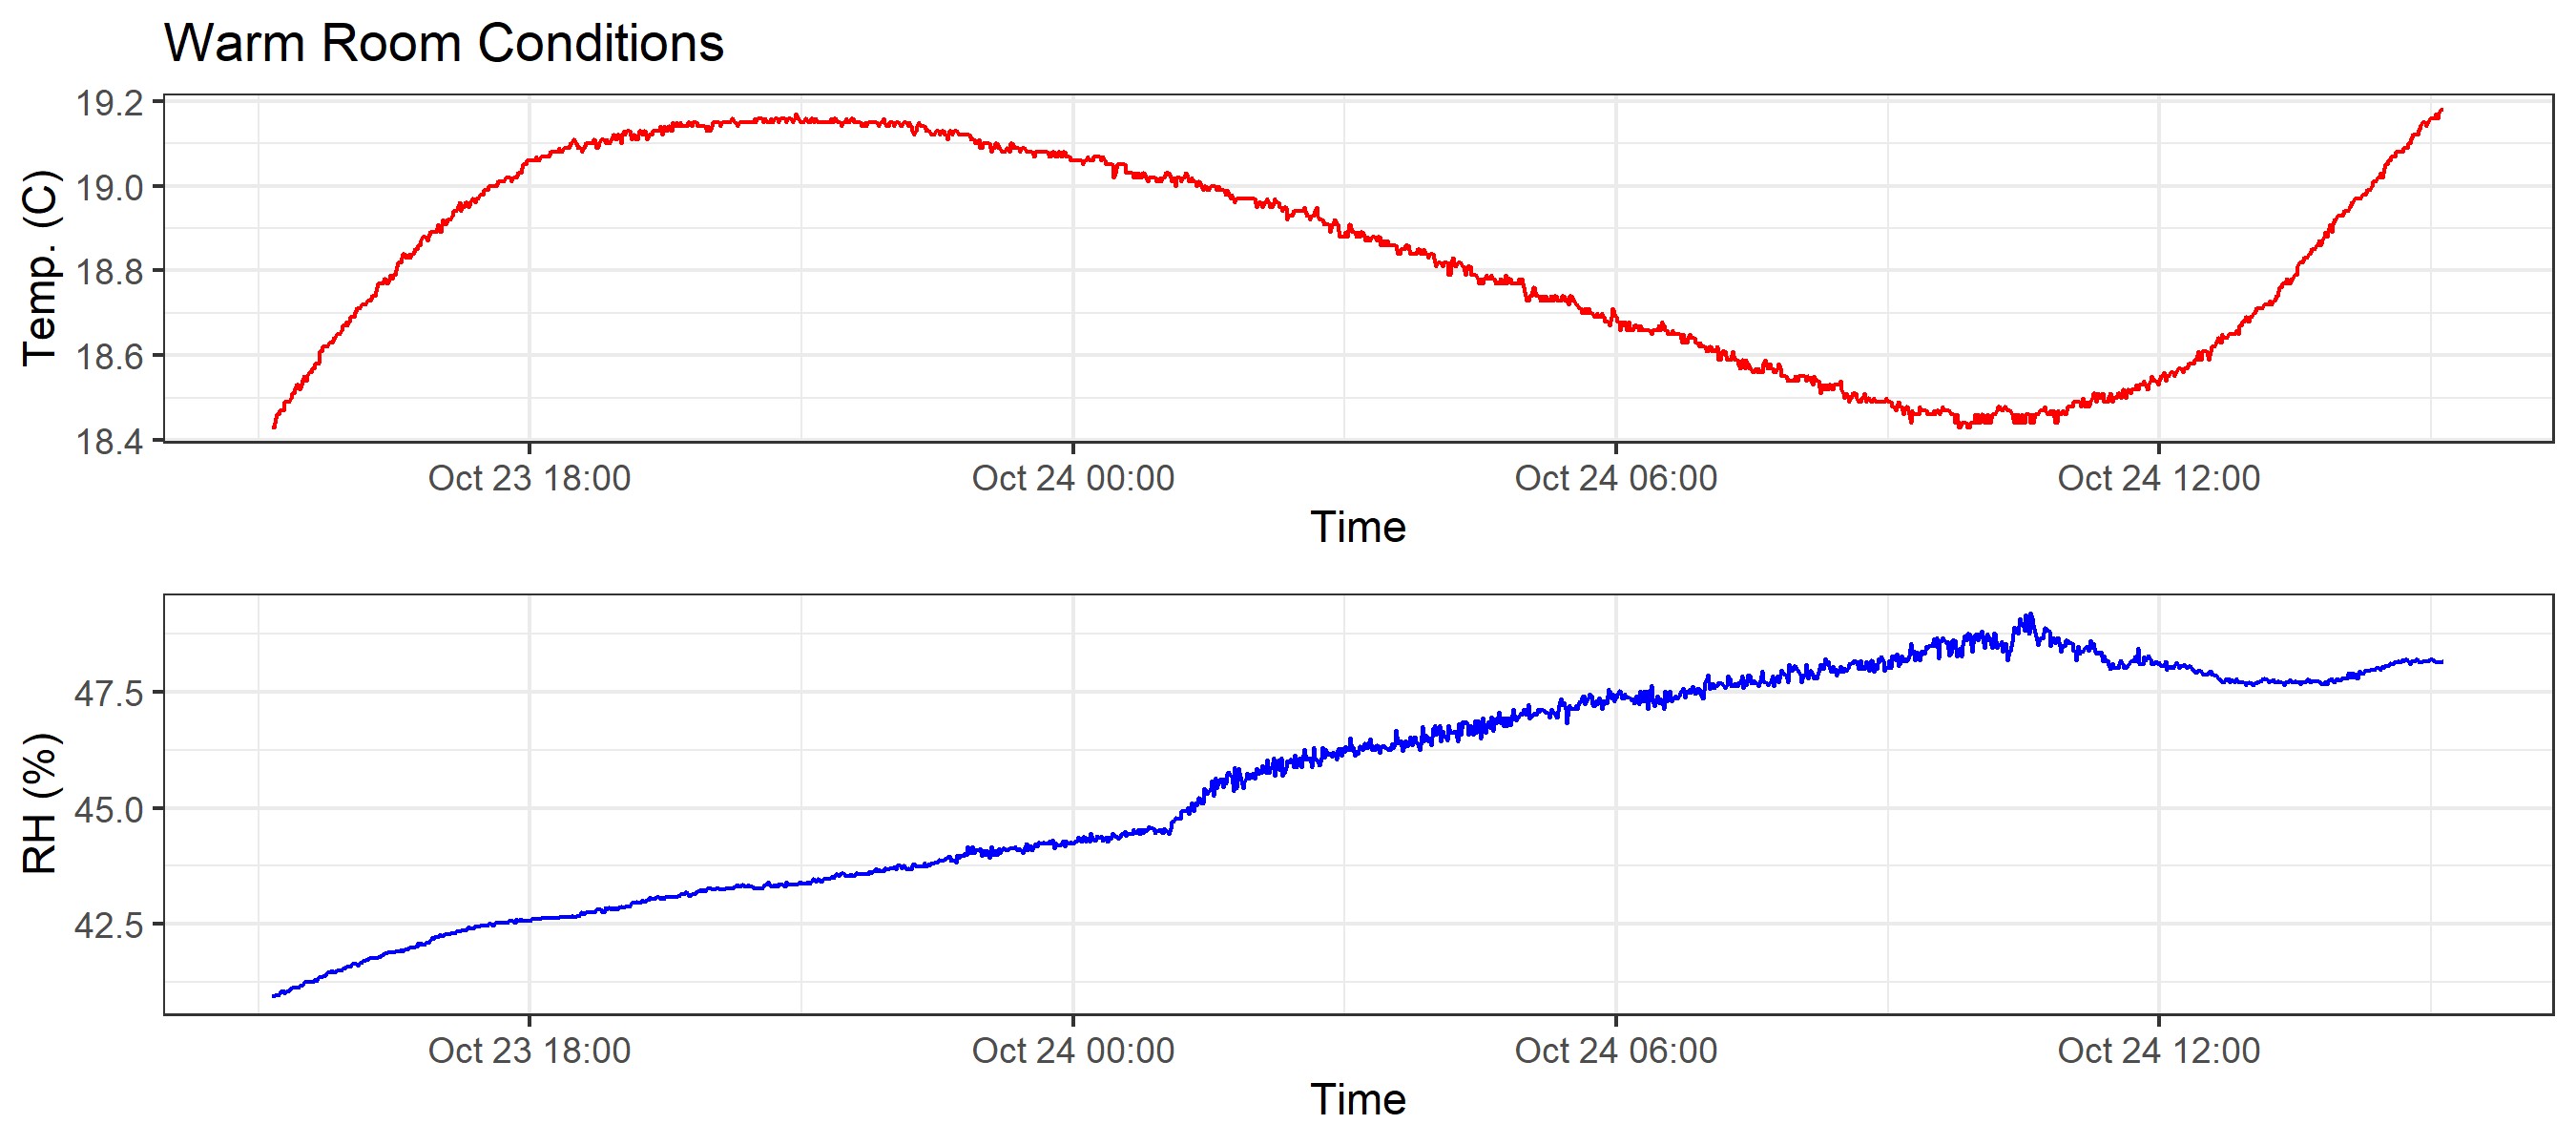 Warm Room Conditions
19.2
19.0
18.8
18.6
18.4
Temp. (C)
Oct 23 18:00 Oct 24 00:00 Oct 24 06:00 Oct 24 12:00
Time
47.5
45.0
42.5
RH (%)
Oct 23 18:00 Oct 24 00:00 Oct 24 06:00 Oct 24 12:00
Time